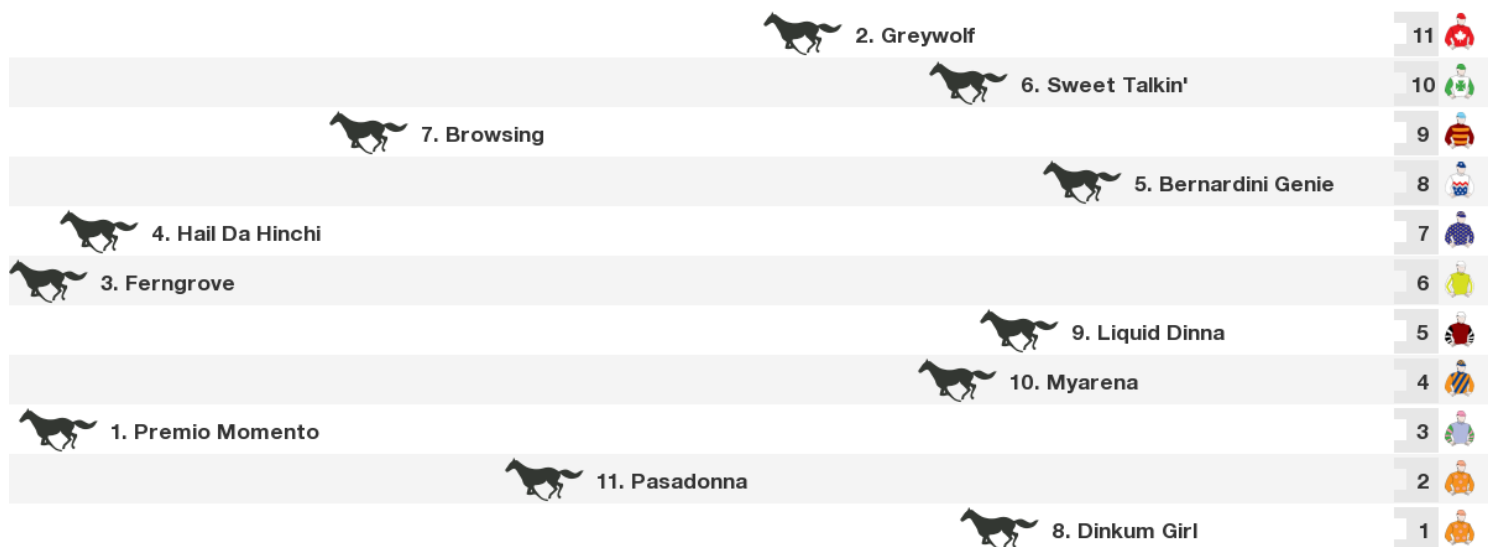 2. Greywolf 11
6. Sweet Talkin' 10
7. Browsing 9
5. Bernardini Genie 8
4. Hail Da Hinchi 7
3. Ferngrove 6
9. Liquid Dinna 5
10. Myarena 4
1. Premio Momento 3
11. Pasadonna 2
8. Dinkum Girl 1